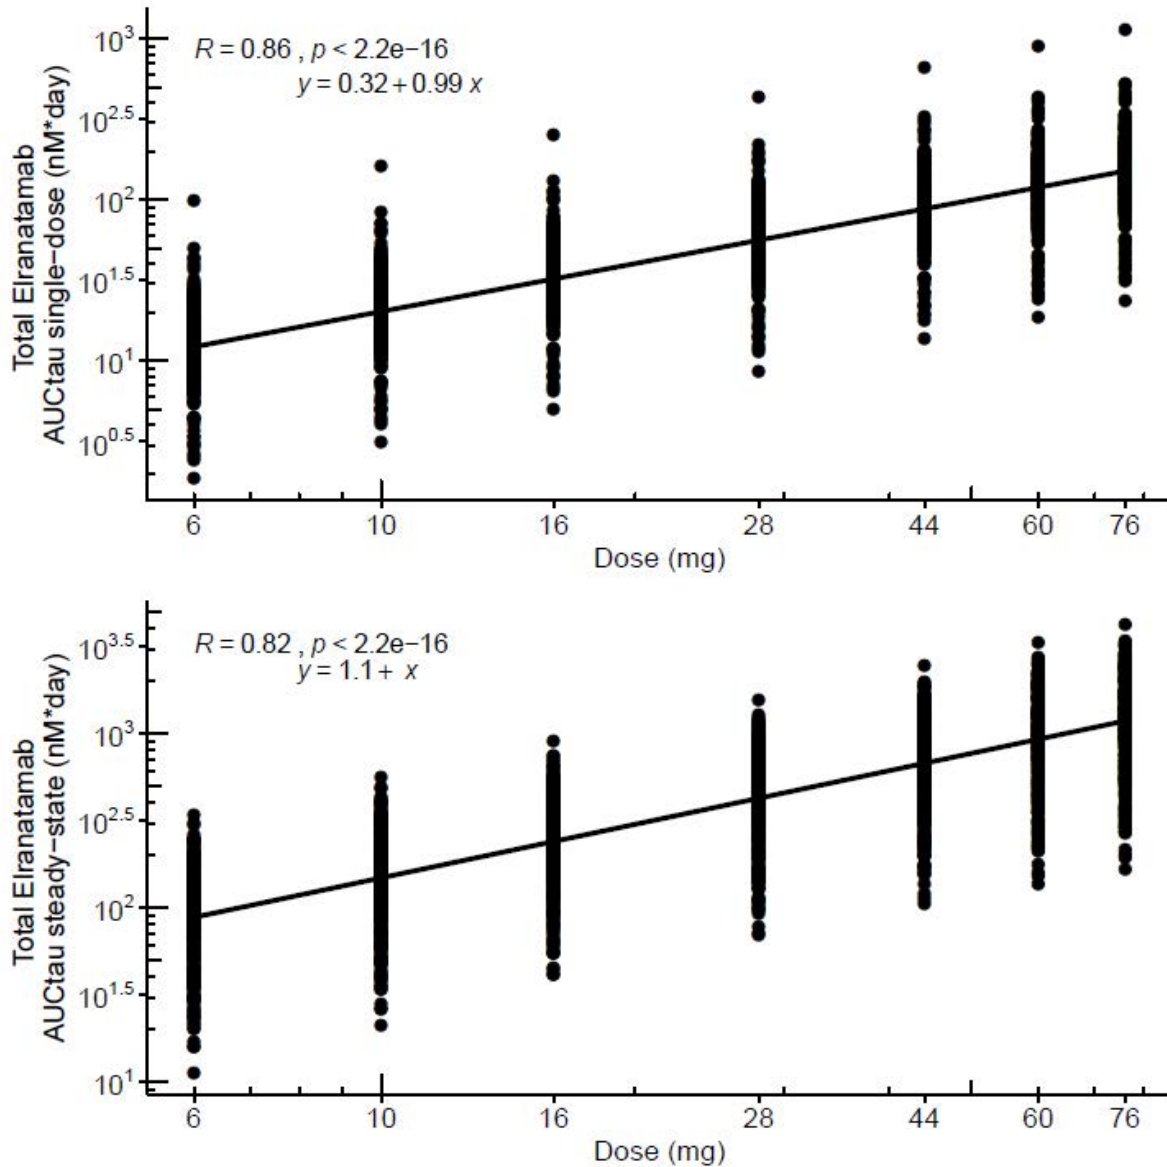 Total Elranatamab
AUCtau single−dose (nM*day)
R = 0.86 , p < 2.2e−16
y = 0.32 + 0.99 x
10³
10^2.5
10²
10^1.5
10¹
10^0.5
6 10 16 28 44 60 76
Dose (mg)
Total Elranatamab
AUCtau steady−state (nM*day)
R = 0.82 , p < 2.2e−16
y = 1.1 + x
10^3.5
10³
10^2.5
10²
10^1.5
10¹
6 10 16 28 44 60 76
Dose (mg)